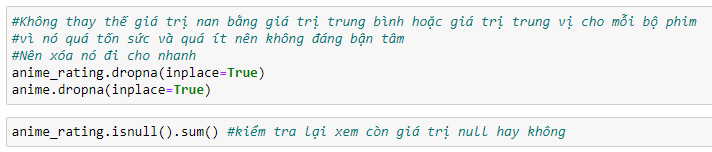 #Không thay thế giá trị nan bằng giá trị trung bình hoặc giá trị trung vị cho mỗi bộ phim
#vì nó quá tốn sức và quá ít nên không đáng bận tâm
#Nên xóa nó đi cho nhanh
anime_rating.dropna(inplace=True)
anime.dropna(inplace=True)
anime_rating.isnull().sum() #kiểm tra lại xem còn giá trị null hay không